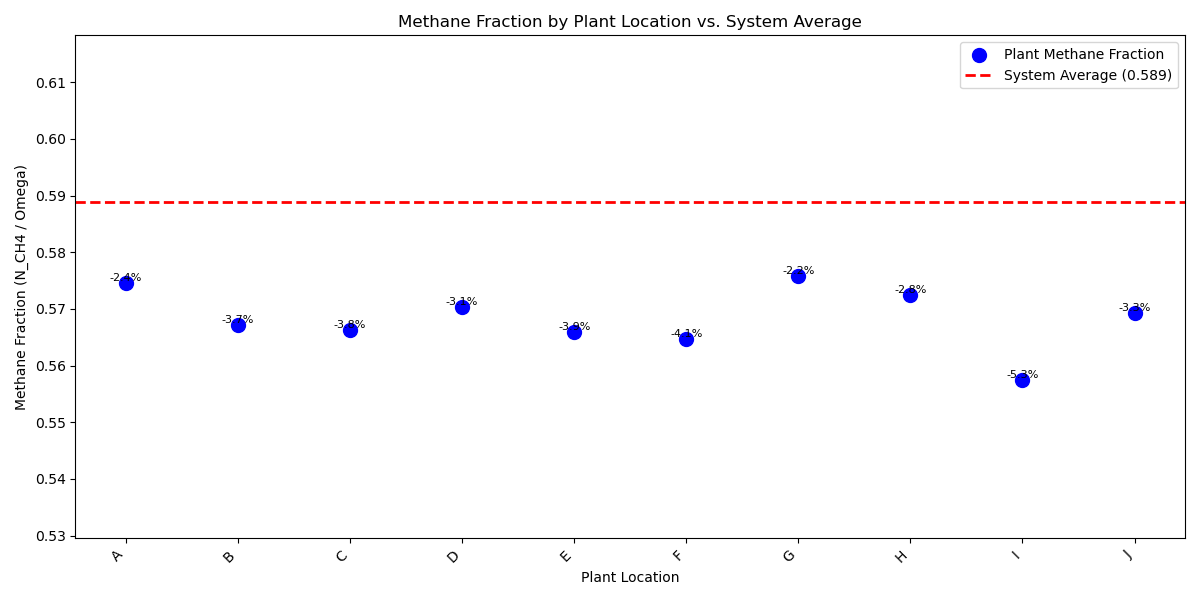 Methane Fraction by Plant Location vs. System Average
Plant Methane Fraction
System Average (0.589)
Methane Fraction (N_CH4 / Omega)
0.61
0.60
0.59
0.58
0.57
0.56
0.55
0.54
0.53
-2.4%
-3.7%
-3.8%
-3.1%
-3.9%
-4.1%
-2.2%
-2.8%
-5.3%
-3.3%
A
B
C
D
E
F
G
H
I
J
Plant Location